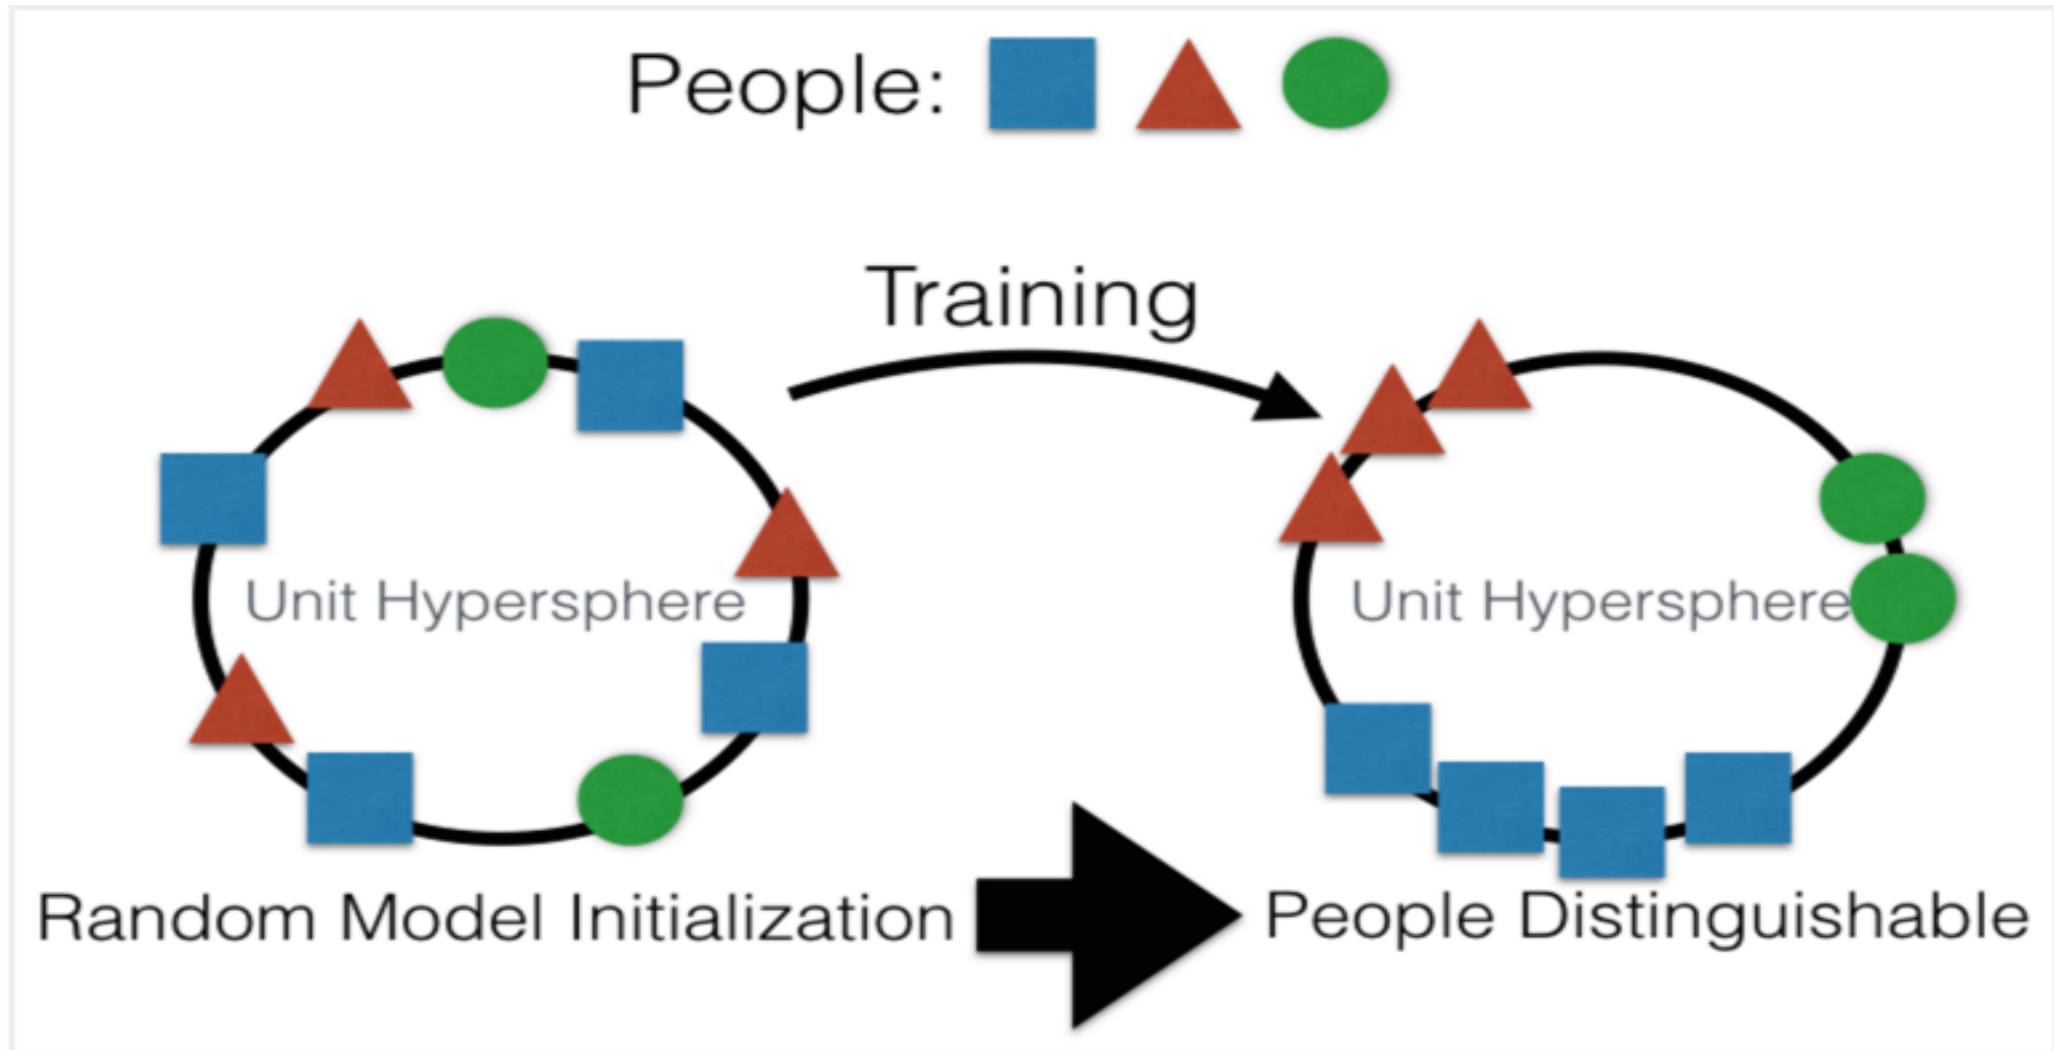 People:
Training
Unit Hypersphere
Unit Hypersphere
Random Model Initialization
People Distinguishable